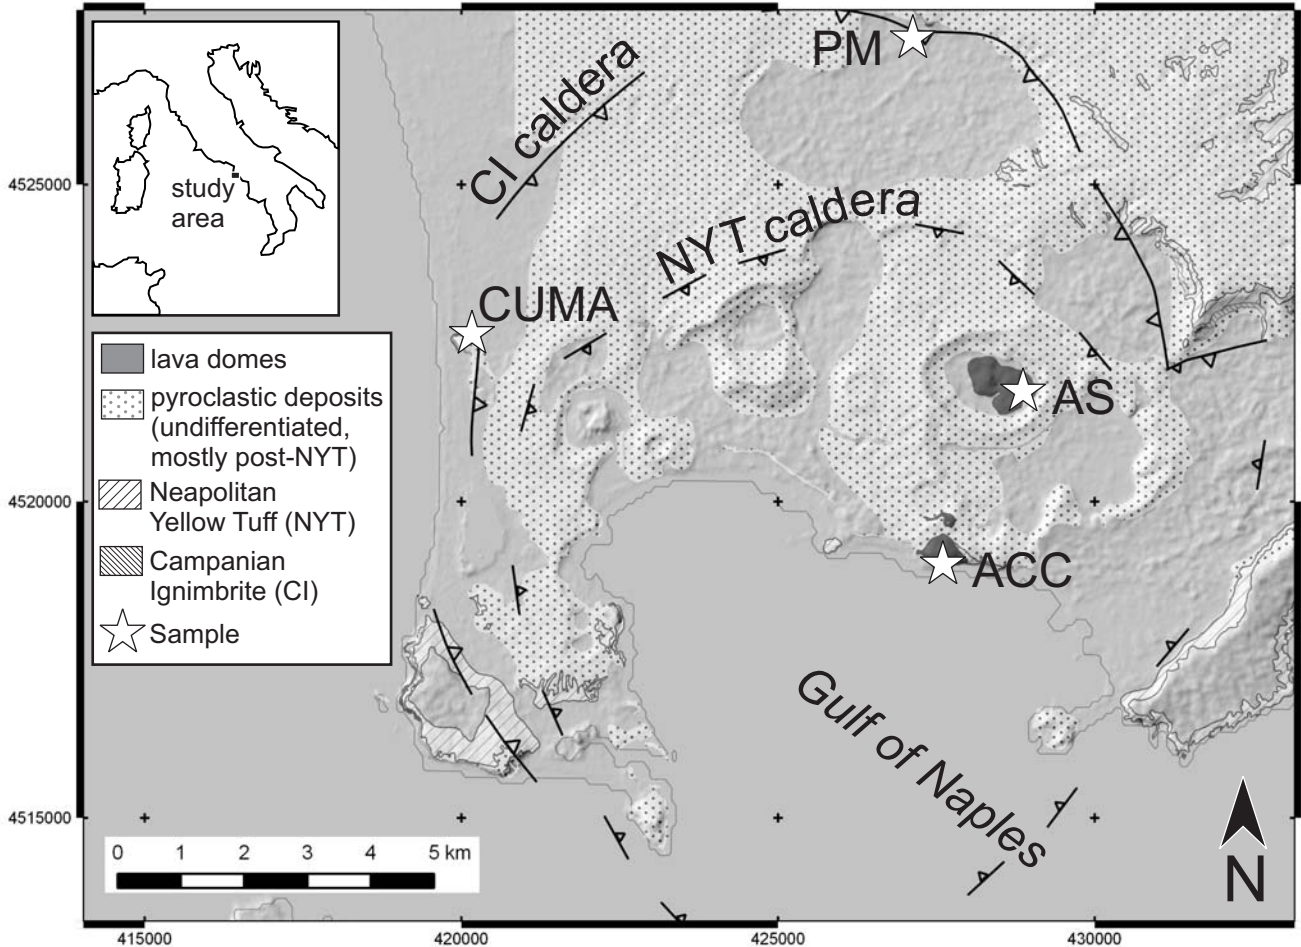 PM
CI caldera
study
area
4525000
NYT caldera
CUMA
lava domes
pyroclastic deposits
(undifferentiated,
mostly post-NYT)
Neapolitan
Yellow Tuff (NYT)
Campanian
Ignimbrite (CI)
Sample
AS
4520000
ACC
Gulf of Naples
4515000
0 1 2 3 4 5 km
N
415000 420000 425000 430000